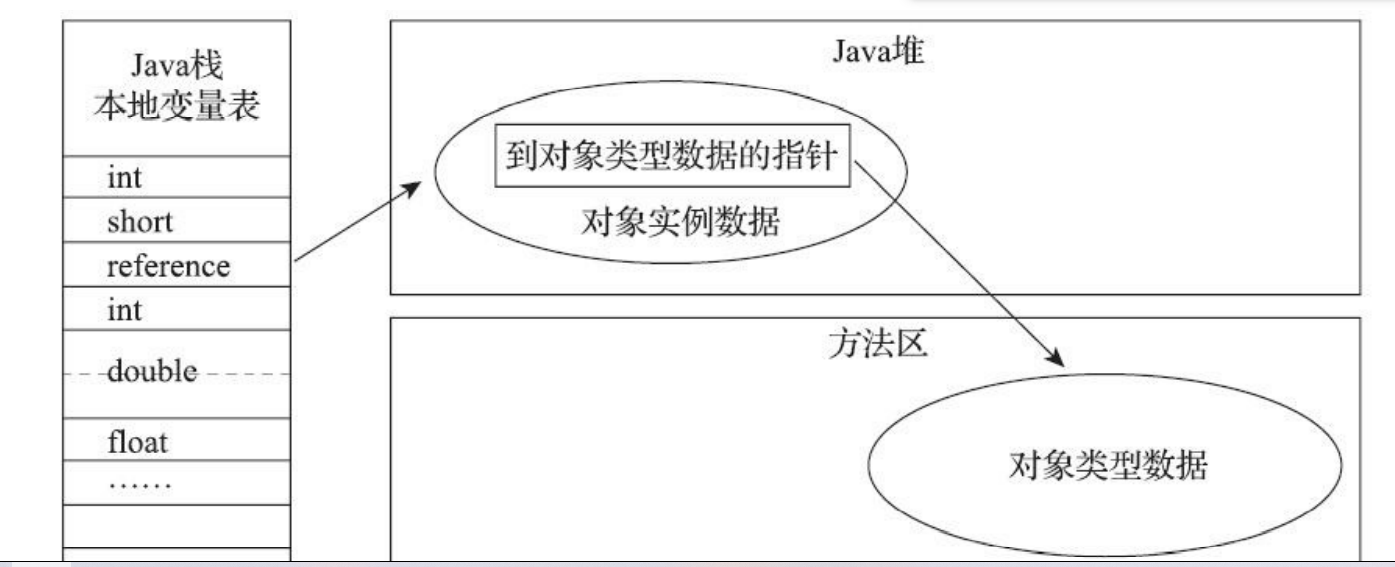 Java栈
本地变量表
int
short
reference
int
double
float
……
Java堆
到对象类型数据的指针
对象实例数据
方法区
对象类型数据